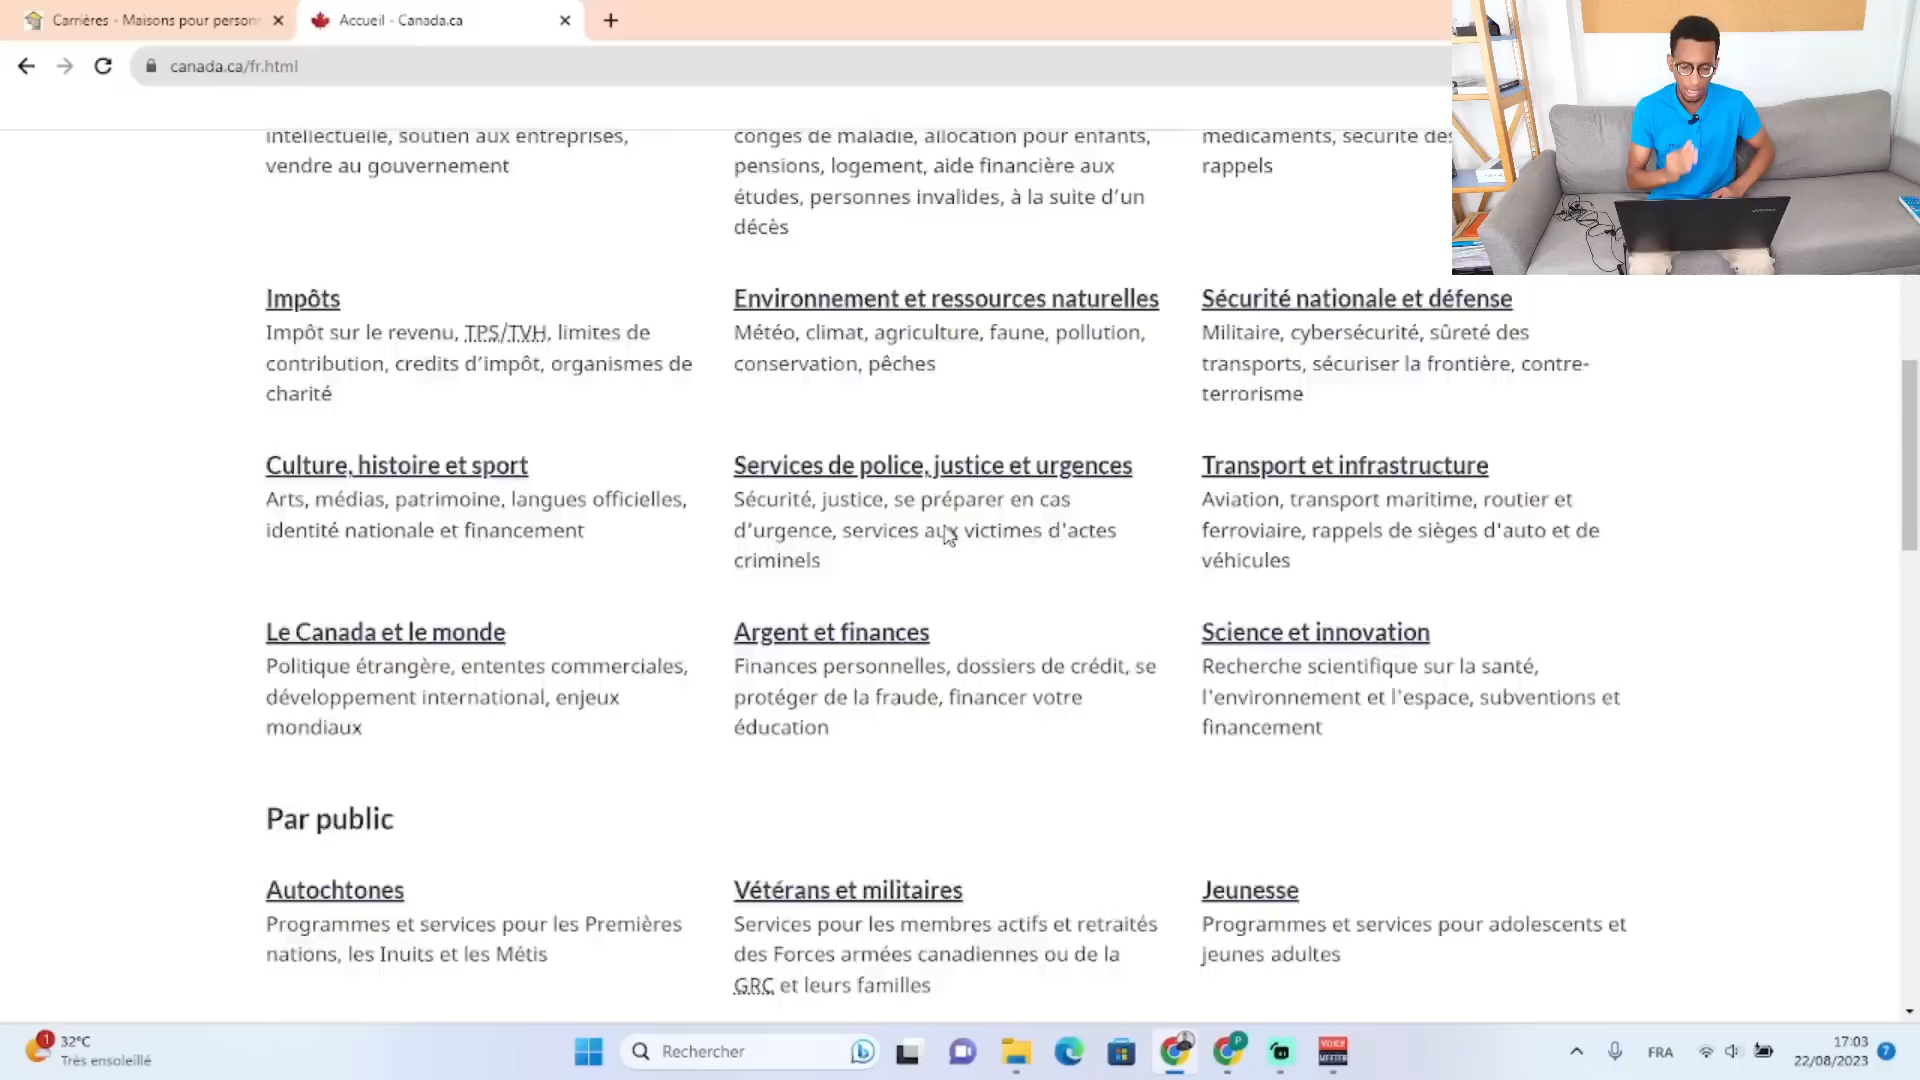 Carrières - Maisons pour person
Accueil - Canada.ca
canada.ca/fr.html
intellectuelle, soutien aux entreprises,
vendre au gouvernement
congés de maladie, allocation pour enfants,
pensions, logement, aide financière aux
études, personnes invalides, à la suite d'un
décès
médicaments, sécurité des
rappels
Impôts
Impôt sur le revenu, TPS/TVH, limites de
contribution, credits d'impôt, organismes de
charité
Environnement et ressources naturelles
Météo, climat, agriculture, faune, pollution,
conservation, pêches
Sécurité nationale et défense
Militaire, cybersécurité, sûreté des
transports, sécuriser la frontière, contre-
terrorisme
Culture, histoire et sport
Arts, médias, patrimoine, langues officielles,
identité nationale et financement
Services de police, justice et urgences
Sécurité, justice, se préparer en cas
d'urgence, services aux victimes d'actes
criminels
Transport et infrastructure
Aviation, transport maritime, routier et
ferroviaire, rappels de sièges d'auto et de
véhicules
Le Canada et le monde
Politique étrangère, ententes commerciales,
développement international, enjeux
mondiaux
Argent et finances
Finances personnelles, dossiers de crédit, se
protéger de la fraude, financer votre
éducation
Science et innovation
Recherche scientifique sur la santé,
l'environnement et l'espace, subventions et
financement
Par public
Autochtones
Programmes et services pour les Premières
nations, les Inuits et les Métis
Vétérans et militaires
Services pour les membres actifs et retraités
des Forces armées canadiennes ou de la
GRC et leurs familles
Jeunesse
Programmes et services pour adolescents et
jeunes adultes
1
32°C
Très ensoleillé
Rechercher
P
VOICE
MEETER
FRA
17:03
22/08/2023
7